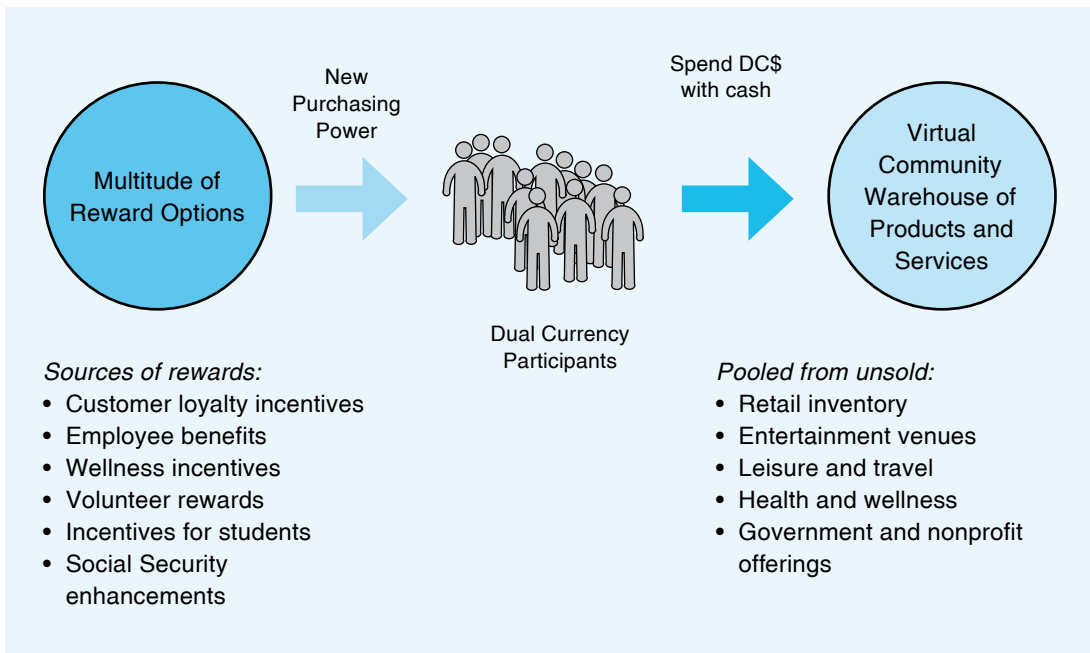 Multitude of
Reward Options
New
Purchasing
Power
Dual Currency
Participants
Spend DC$
with cash
Virtual
Community
Warehouse of
Products and
Services
Sources of rewards:
• Customer loyalty incentives
• Employee benefits
• Wellness incentives
• Volunteer rewards
• Incentives for students
• Social Security
enhancements
Pooled from unsold:
• Retail inventory
• Entertainment venues
• Leisure and travel
• Health and wellness
• Government and nonprofit
offerings